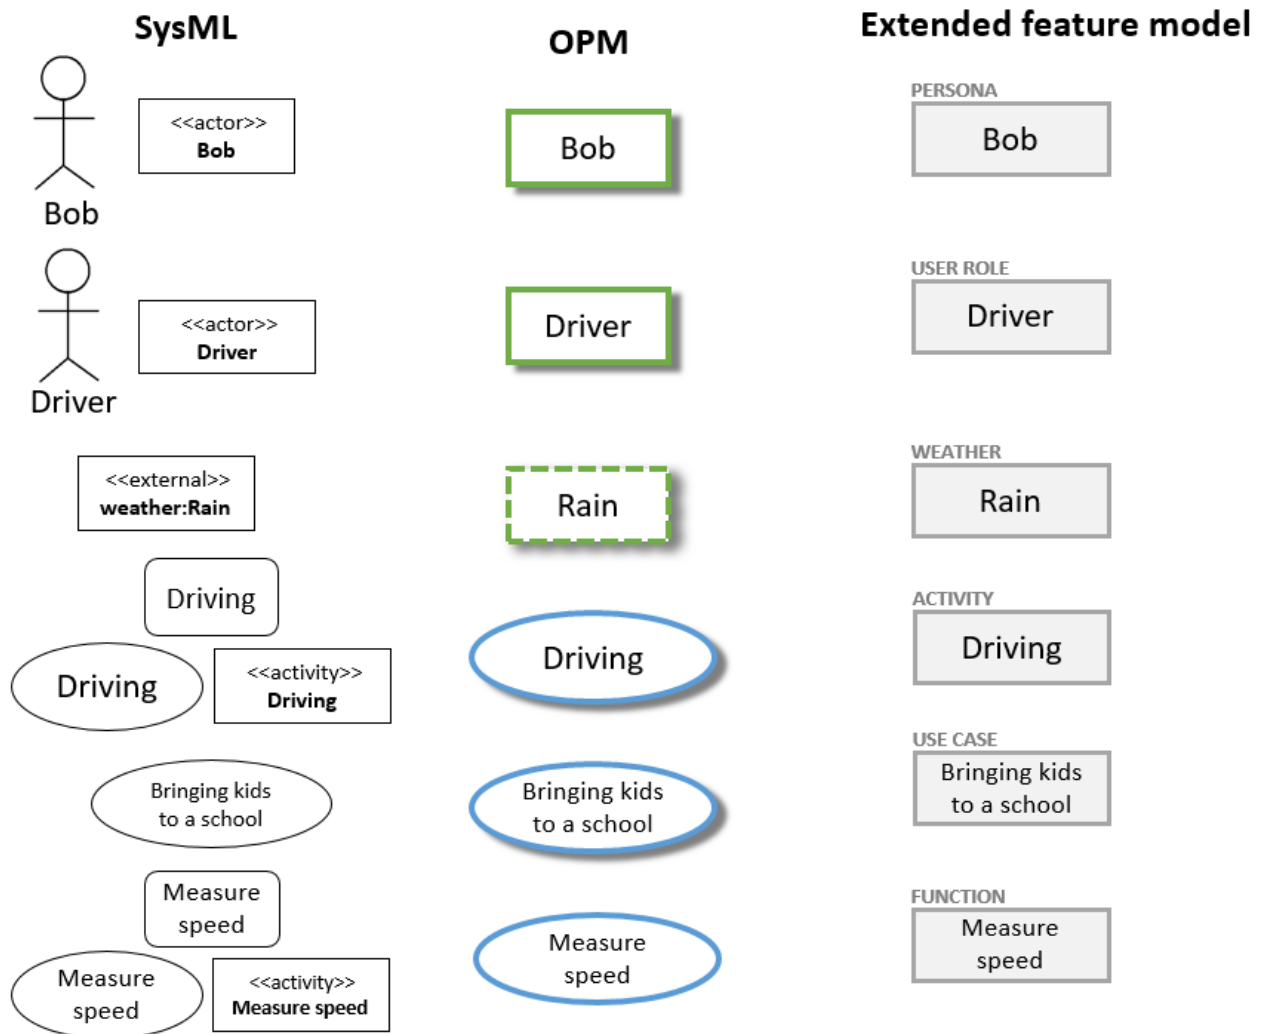 SysML
OPM
Extended feature model
<<actor>>
Bob
Bob
Bob
PERSONA
Bob
<<actor>>
Driver
Driver
Driver
USER ROLE
Driver
<<external>>
weather:Rain
Rain
WEATHER
Rain
Driving
Driving
<<activity>>
Driving
Driving
ACTIVITY
Driving
Bringing kids
to a school
Bringing kids
to a school
USE CASE
Bringing kids
to a school
Measure
speed
Measure
speed
<<activity>>
Measure speed
Measure
speed
FUNCTION
Measure
speed